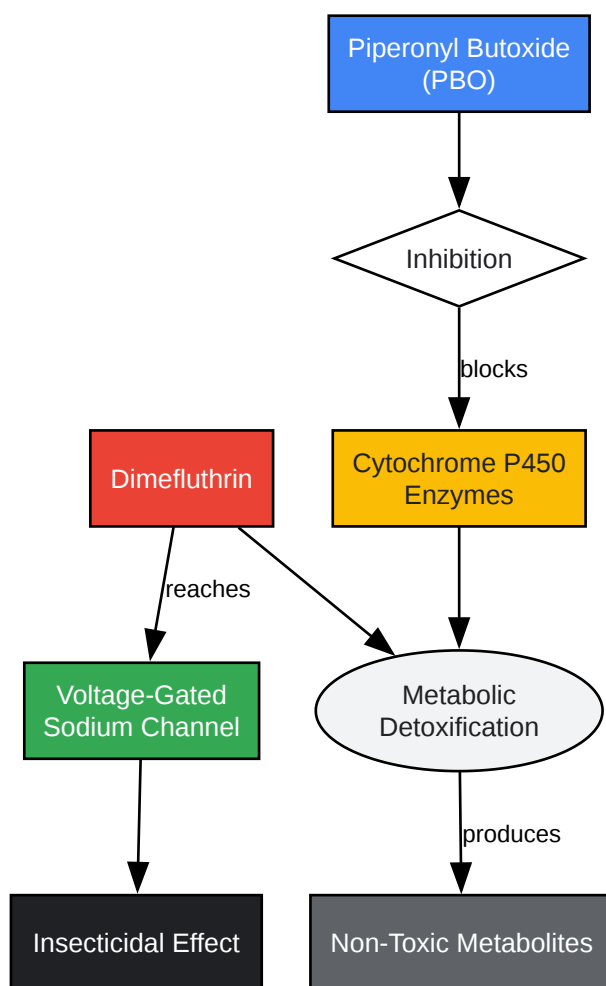 Piperonyl Butoxide
(PBO)
Inhibition
blocks
Dimefluthrin
Cytochrome P450
Enzymes
reaches
Voltage-Gated
Sodium Channel
Metabolic
Detoxification
produces
Insecticidal Effect
Non-Toxic Metabolites